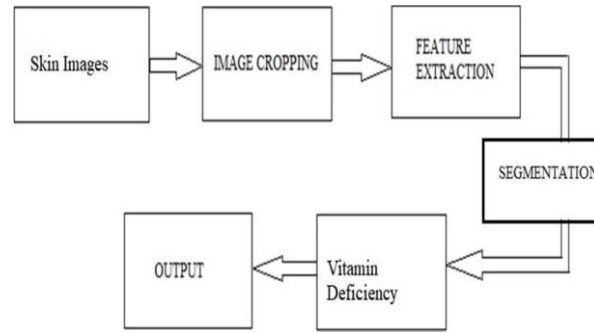 Skin Images
IMAGE CROPPING
FEATURE
EXTRACTION
SEGMENTATION
Vitamin
Deficiency
OUTPUT